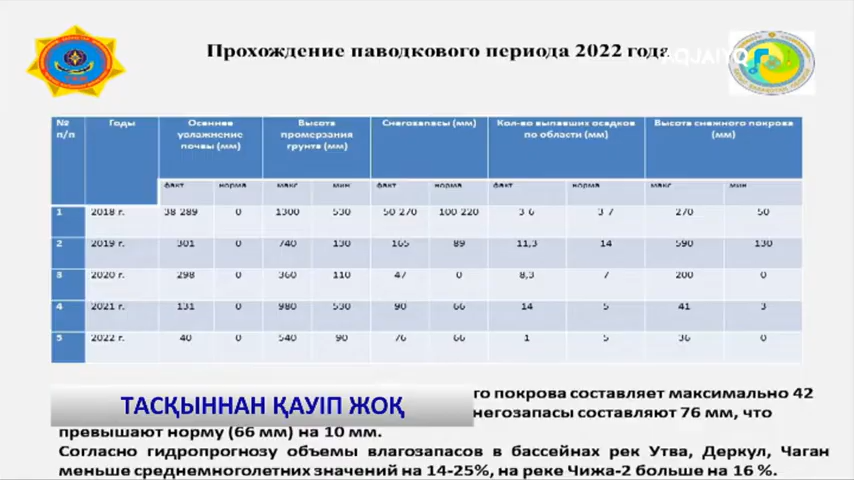 Прохождение паводкового периода 2022 года
AQJAIYQ
№ п/п Годы Осеннее увлажнение почвы (мм) Высота промерзания грунта (мм) Снегозапасы (мм) Кол-во выпавших осадков по области (мм) Высота снежного покрова (мм)
факт норма макс мин факт норма факт норма макс мин
1 2018 г. 38 289 0 1300 530 50 270 100 220 3 6 3 7 270 50
2 2019 г. 301 0 740 130 165 89 11,3 14 590 130
3 2020 г. 298 0 360 110 47 0 8,3 7 200 0
4 2021 г. 131 0 980 530 90 66 14 5 41 3
5 2022 г. 40 0 540 90 76 66 1 5 36 0
го покрова составляет максимально 42
ТАСҚЫННАН ҚАУІП ЖОҚ
негозапасы составляют 76 мм, что
превышают норму (66 мм) на 10 мм.
Согласно гидропрогнозу объемы влагозапасов в бассейнах рек Утва, Деркул, Чаган
меньше среднемноголетних значений на 14-25%, на реке Чижа-2 больше на 16 %.